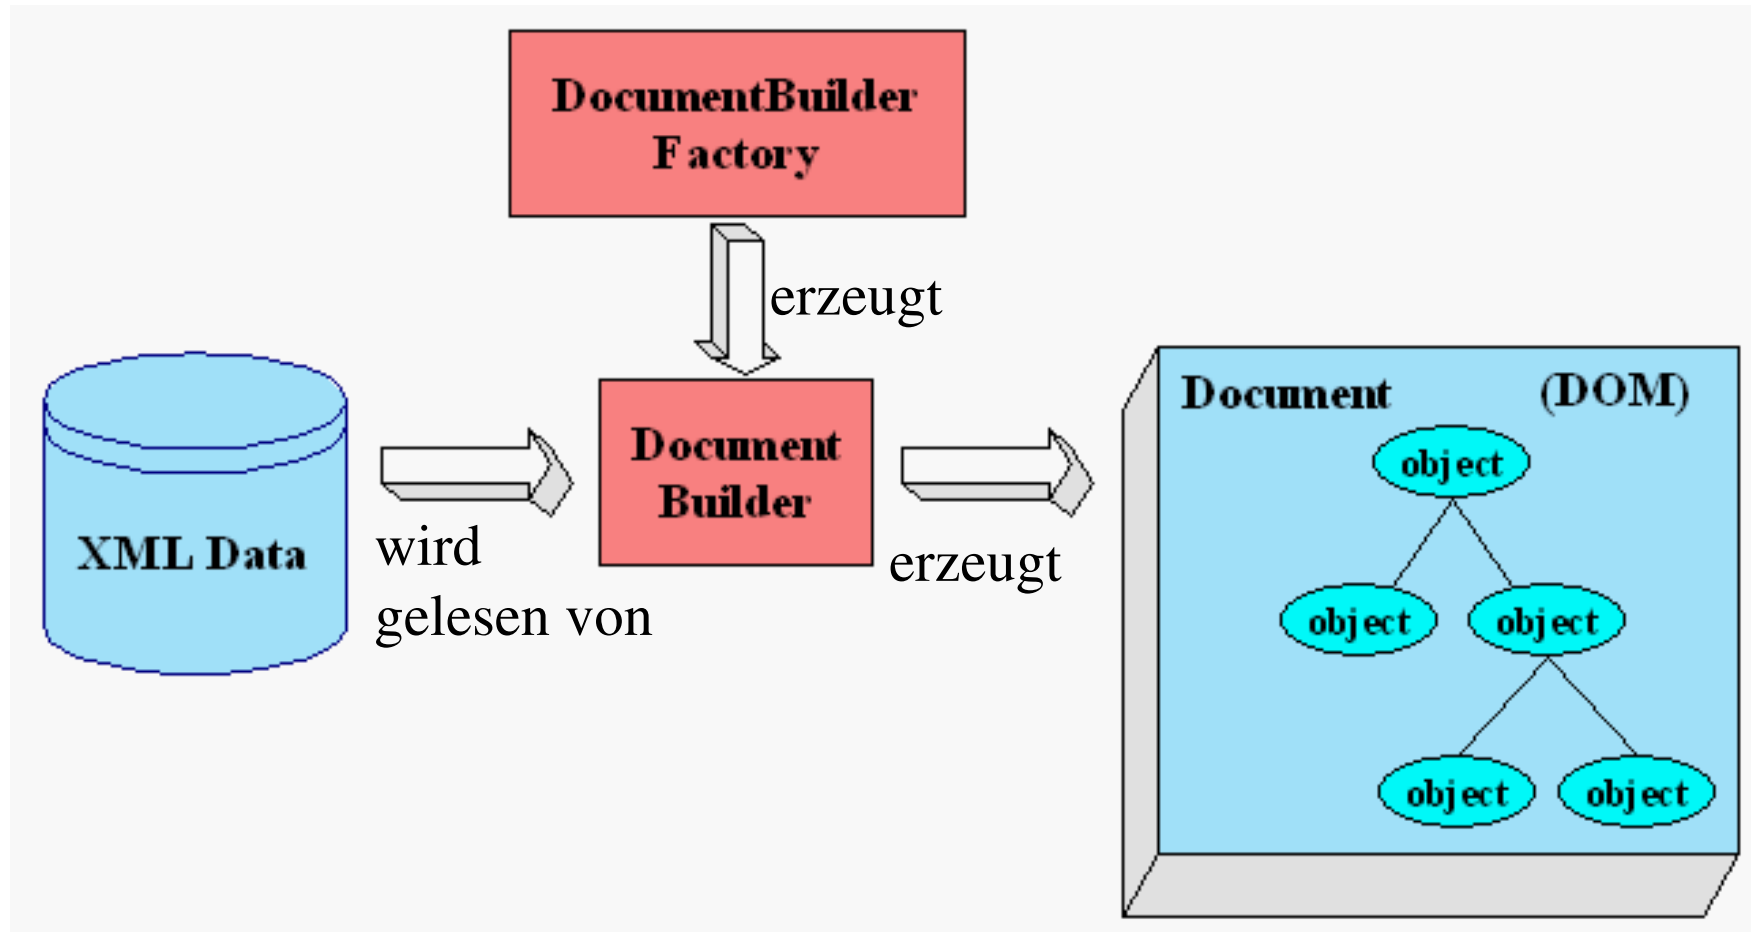 DocumentBuilder
Factory
erzeugt
XML Data
wird
gelesen von
Document
Builder
erzeugt
Document (DOM)
object
object object
object object